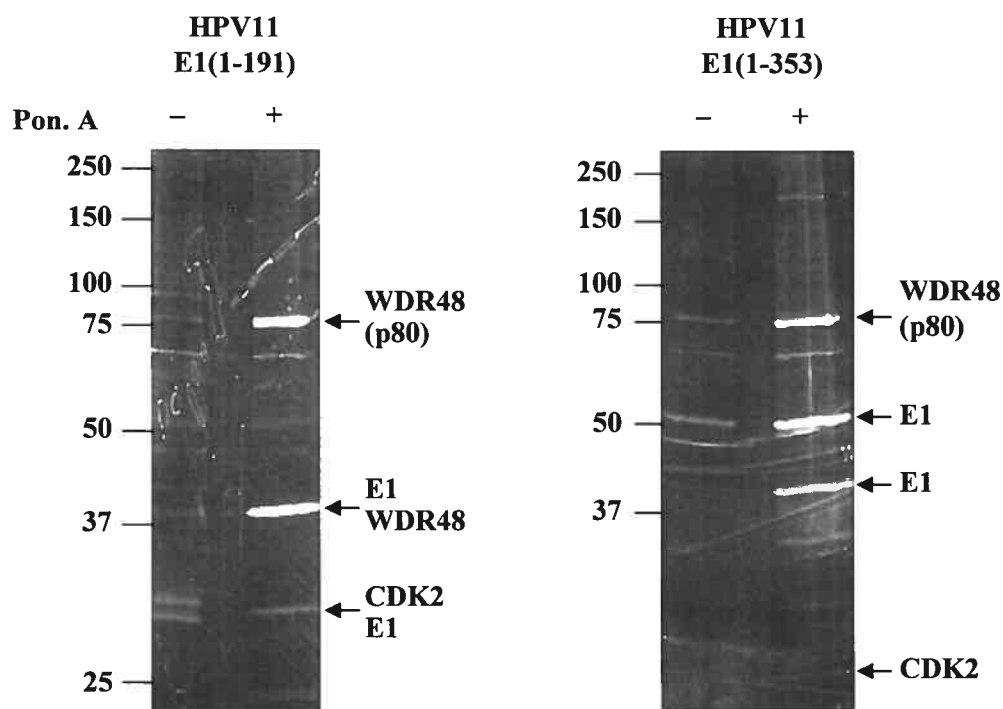 HPV11
E1(1-191)
Pon. A − +
250
150
100
75
50
37
25
WDR48
(p80)
E1
WDR48
CDK2
E1
HPV11
E1(1-353)
− +
250
150
100
75
50
37
WDR48
(p80)
E1
E1
CDK2